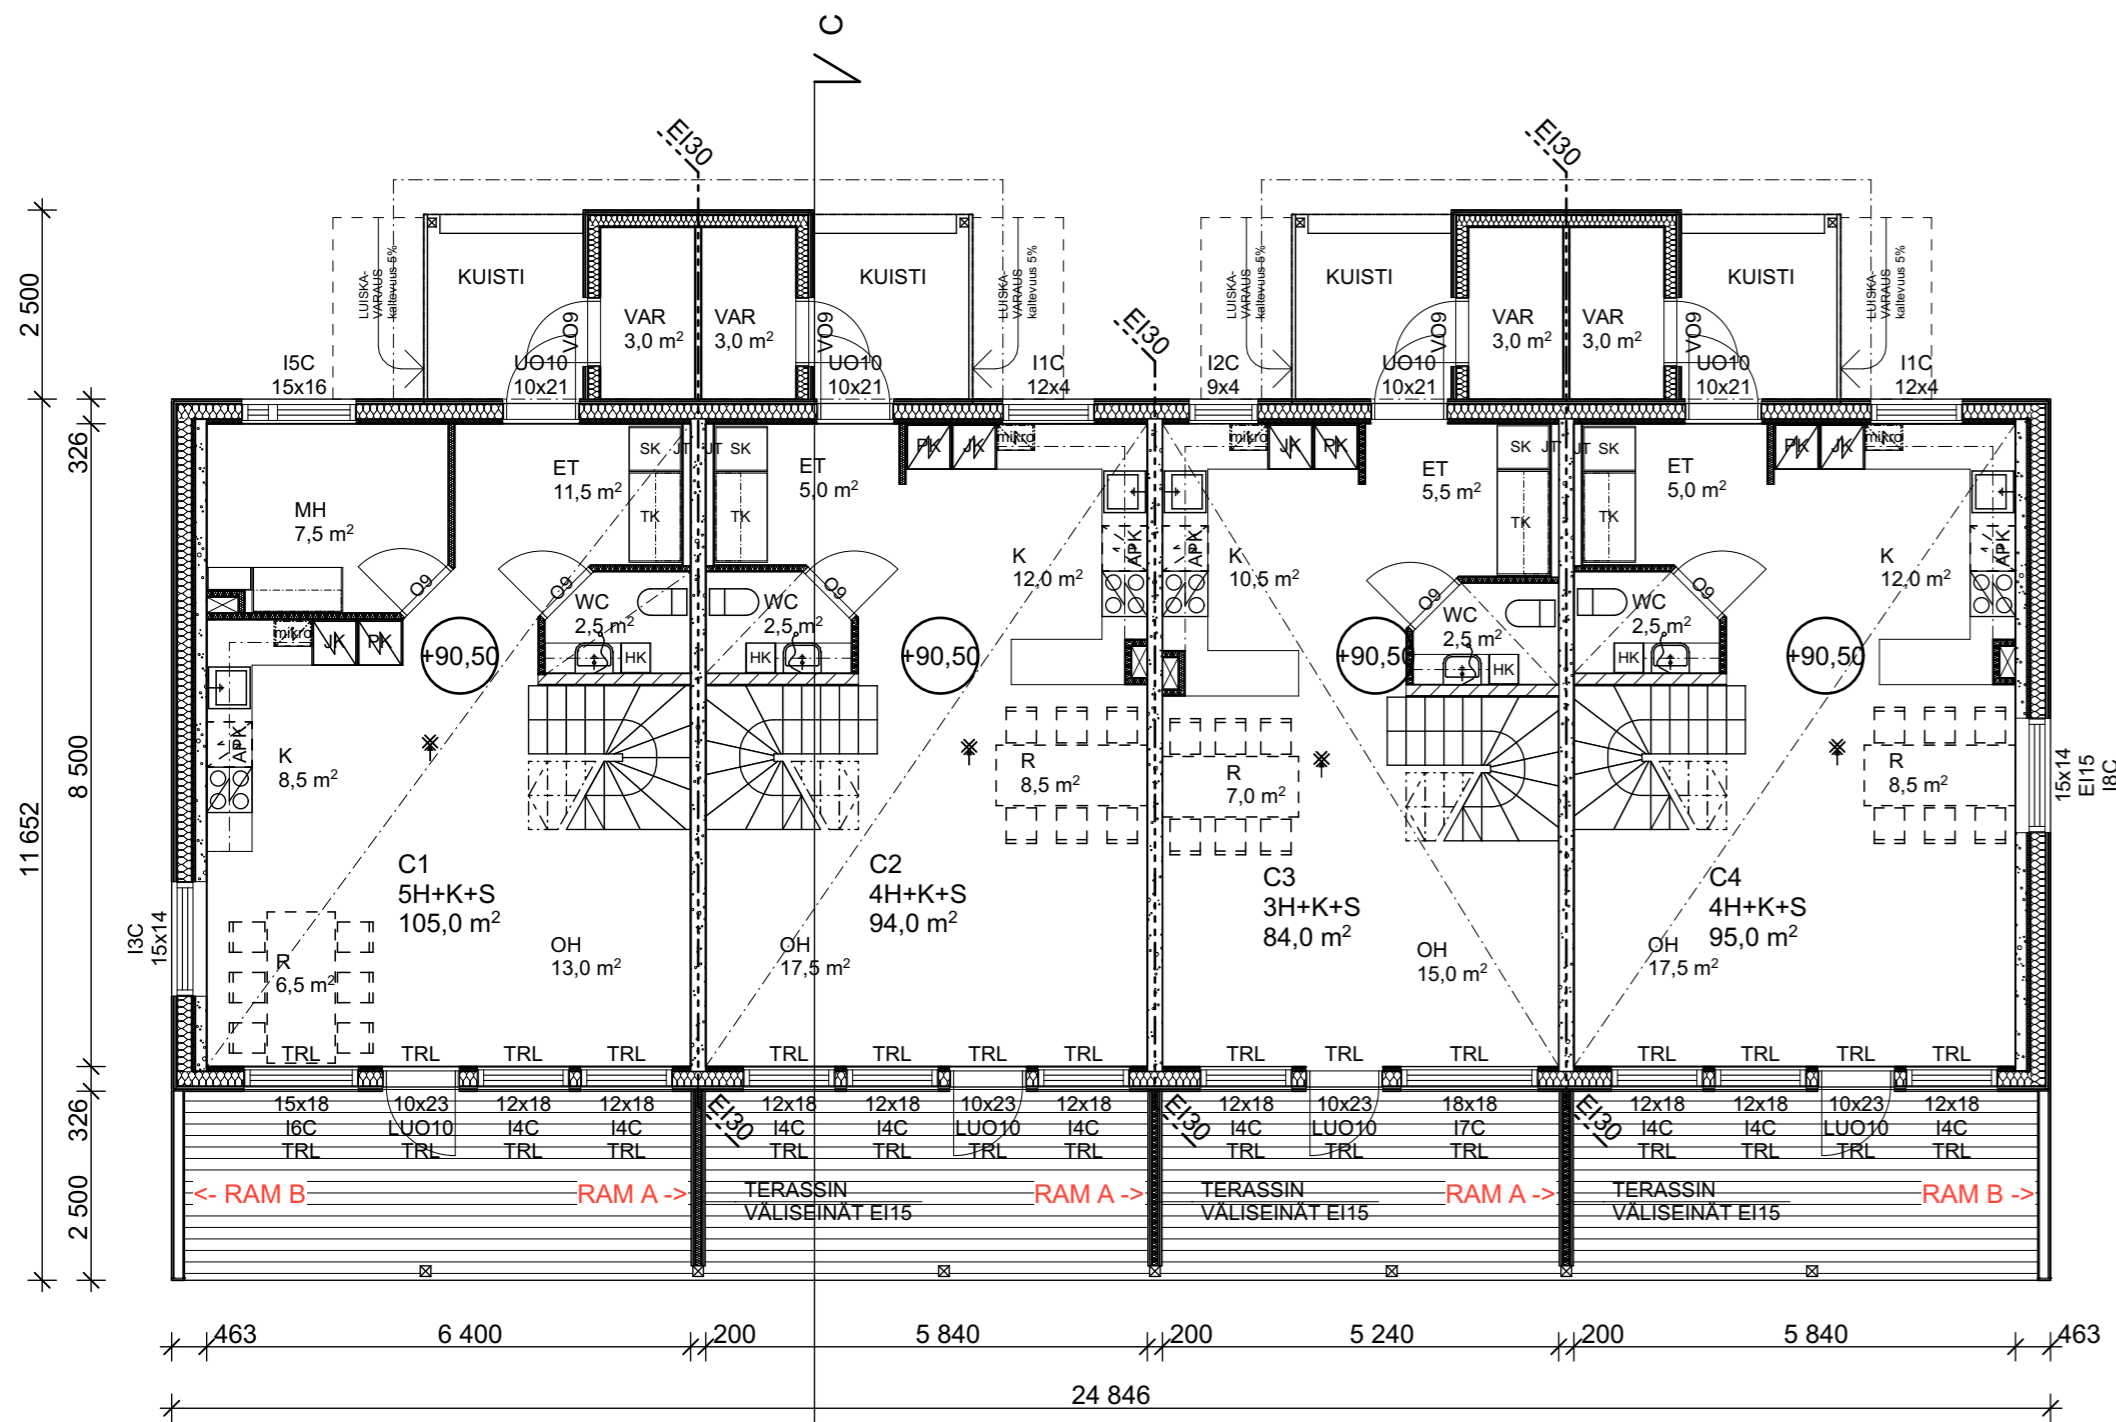 C
EI30
EI30
EI30
2 500
326
8 500
11 652
326
2 500
LUISKA-
VARAUS
kaltevuus 5%
KUISTI
VAR
3,0 m²
VAR
3,0 m²
KUISTI
LUISKA-
VARAUS
kaltevuus 5%
LUISKA-
VARAUS
kaltevuus 5%
KUISTI
VAR
3,0 m²
VAR
3,0 m²
KUISTI
LUISKA-
VARAUS
kaltevuus 5%
VO9
VO9
VO9
VO9
I5C
15x16
UO10
10x21
UO10
10x21
I1C
12x4
I2C
9x4
UO10
10x21
UO10
10x21
I1C
12x4
MH
7,5 m²
ET
11,5 m²
SK
JT
TK
JT
SK
TK
ET
5,0 m²
PK
JK
mikro
mikro
JK
PK
ET
5,5 m²
SK
JT
TK
JT
SK
TK
ET
5,0 m²
PK
JK
mikro
O9
O9
WC
2,5 m²
HK
WC
2,5 m²
HK
K
12,0 m²
APK
APK
K
10,5 m²
O9
WC
2,5 m²
HK
WC
2,5 m²
HK
K
12,0 m²
APK
mikro
JK
PK
+90,50
+90,50
+90,50
+90,50
APK
K
8,5 m²
R
8,5 m²
R
7,0 m²
R
8,5 m²
15x14
EI15
I8C
C1
5H+K+S
105,0 m²
C2
4H+K+S
94,0 m²
C3
3H+K+S
84,0 m²
C4
4H+K+S
95,0 m²
I3C
15x14
R
6,5 m²
OH
13,0 m²
OH
17,5 m²
OH
15,0 m²
OH
17,5 m²
TRL TRL TRL TRL TRL TRL TRL TRL TRL TRL TRL TRL TRL TRL TRL
15x18 10x23 12x18 12x18 EI30 12x18 12x18 10x23 12x18 EI30 12x18 10x23 18x18 EI30 12x18 12x18 10x23 12x18
I6C LUO10 I4C I4C I4C I4C LUO10 I4C I4C LUO10 I7C I4C I4C LUO10 I4C
TRL TRL TRL TRL TRL TRL TRL TRL TRL TRL TRL TRL TRL TRL TRL
<- RAM B
RAM A ->
TERASSIN
VÄLISEINÄT EI15
RAM A ->
TERASSIN
VÄLISEINÄT EI15
RAM A ->
TERASSIN
VÄLISEINÄT EI15
RAM B ->
463 6 400 200 5 840 200 5 240 200 5 840 463
24 846